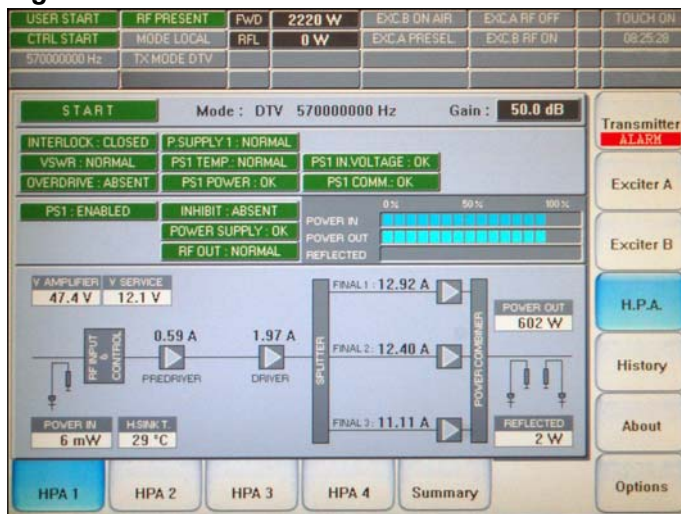 USER START RF PRESENT FWD 2220 W EXC.B ON AIR EXC.A RF OFF TOUCH ON
CTRL START MODE LOCAL RFL 0 W EXC.A PRESEL. EXC.B RF ON 08:25:28
570000000 Hz TX MODE DTV
START Mode : DTV 570000000 Hz Gain : 50.0 dB
Transmitter
ALARM
INTERLOCK : CLOSED P.SUPPLY 1 : NORMAL
VSWR : NORMAL PS1 TEMP.: NORMAL PS1 IN.VOLTAGE : OK
OVERDRIVE : ABSENT PS1 POWER : OK PS1 COMM.: OK
Exciter A
PS1 : ENABLED INHIBIT : ABSENT
0% 50% 100%
POWER IN
POWER SUPPLY : OK POWER OUT
RF OUT : NORMAL REFLECTED
Exciter B
V AMPLIFIER V SERVICE
47.4 V 12.1 V
FINAL 1 : 12.92 A
POWER OUT
602 W
H.P.A.
RF INPUT & CONTROL
0.59 A
PREDRIVER
1.97 A
DRIVER
SPLITTER
FINAL 2: 12.40 A
POWER COMBINER
History
POWER IN H.SINK T.
6 mW 29 °C
FINAL 3 : 11.11 A
REFLECTED
2 W
About
HPA 1 HPA 2 HPA 3 HPA 4 Summary
Options